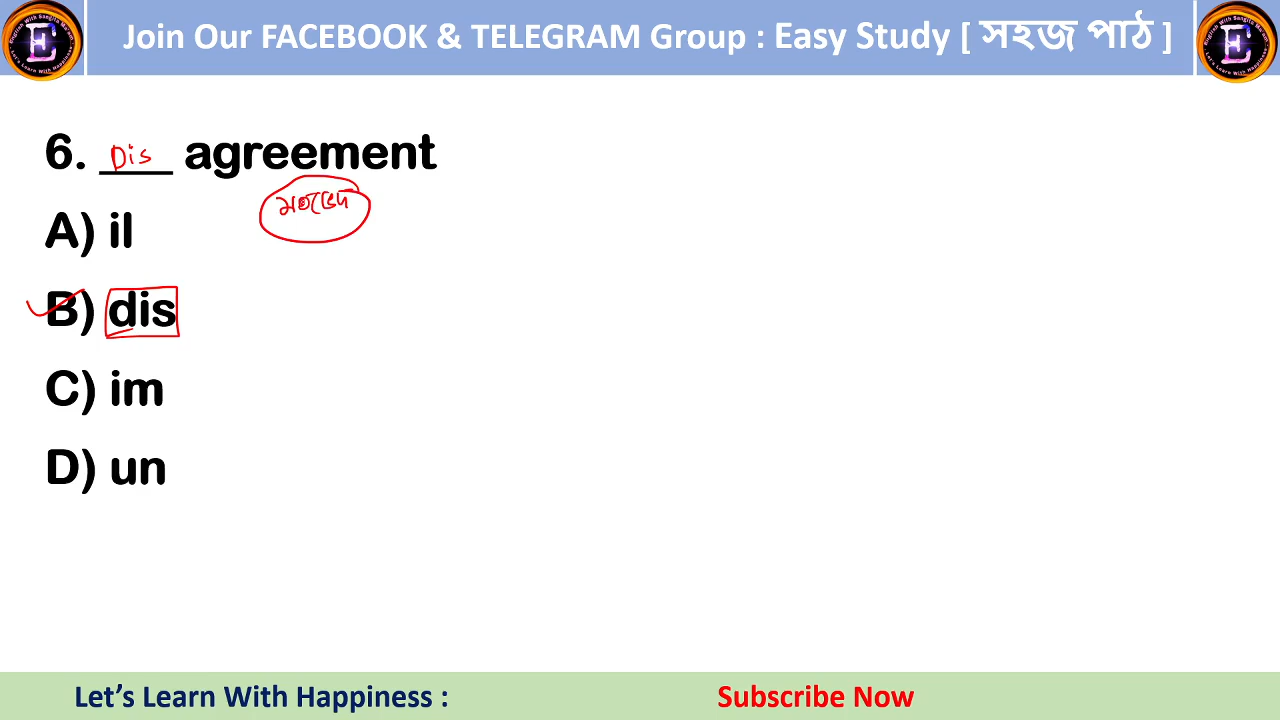 Join Our FACEBOOK & TELEGRAM Group : Easy Study [ সহজ পাঠ ]
6. Dis agreement
মতভেদ
A) il
B) dis
C) im
D) un
Let's Learn With Happiness :
Subscribe Now